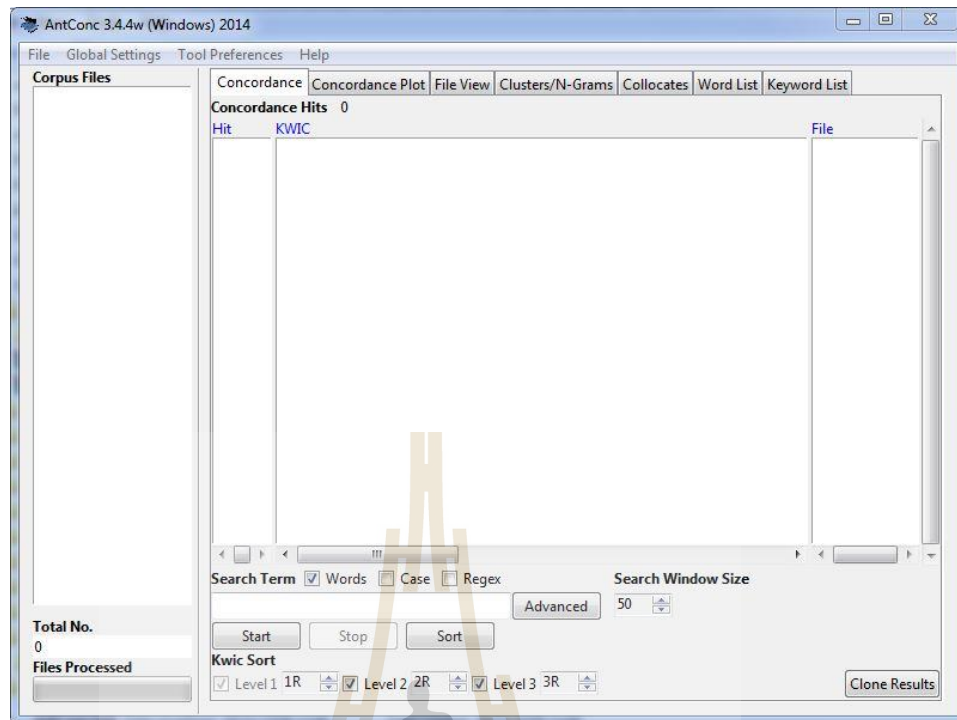 AntConc 3.4.4w (Windows) 2014
File Global Settings Tool Preferences Help
Corpus Files
Concordance Concordance Plot File View Clusters/N-Grams Collocates Word List Keyword List
Concordance Hits 0
Hit KWIC File
Search Term Words Case Regex Search Window Size
Advanced 50
Total No.
0
Start Stop Sort
Files Processed
Kwic Sort
Level 1 1R Level 2 2R Level 3 3R
Clone Results